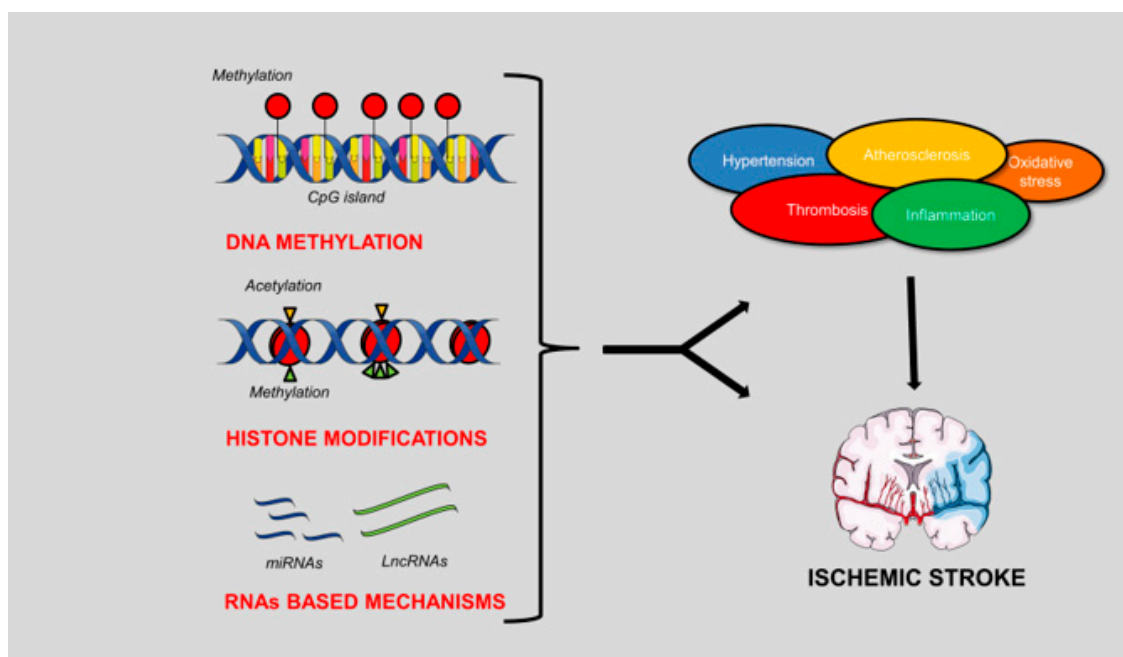 Methylation
CpG island
DNA METHYLATION
Acetylation
Methylation
HISTONE MODIFICATIONS
miRNAs
LncRNAs
RNAs BASED MECHANISMS
Hypertension
Atherosclerosis
Oxidative
stress
Thrombosis
Inflammation
ISCHEMIC STROKE